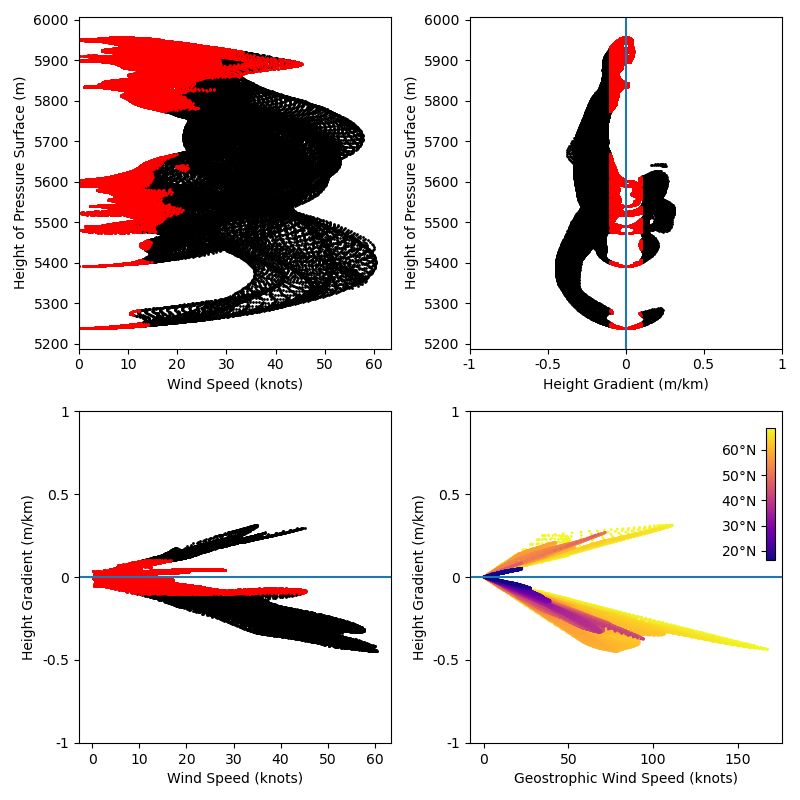 6000
5900
5800
5700
5600
5500
5400
5300
5200
Height of Pressure Surface (m)
0 10 20 30 40 50 60
Wind Speed (knots)
6000
5900
5800
5700
5600
5500
5400
5300
5200
Height of Pressure Surface (m)
-1 -0.5 0 0.5 1
Height Gradient (m/km)
1
0.5
0
-0.5
-1
Height Gradient (m/km)
0 10 20 30 40 50 60
Wind Speed (knots)
1
0.5
0
-0.5
-1
Height Gradient (m/km)
60°N
50°N
40°N
30°N
20°N
0 50 100 150
Geostrophic Wind Speed (knots)